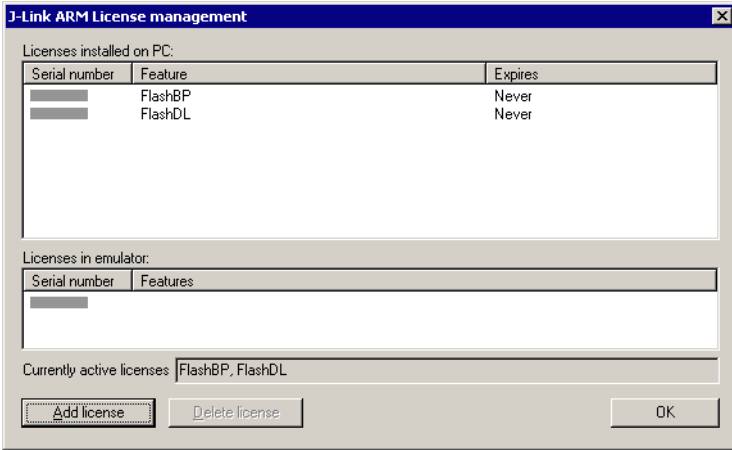 J-Link ARM License management
Licenses installed on PC:
Serial number Feature Expires
FlashBP Never
FlashDL Never
Licenses in emulator:
Serial number Features
Currently active licenses FlashBP, FlashDL
Add license Delete license OK